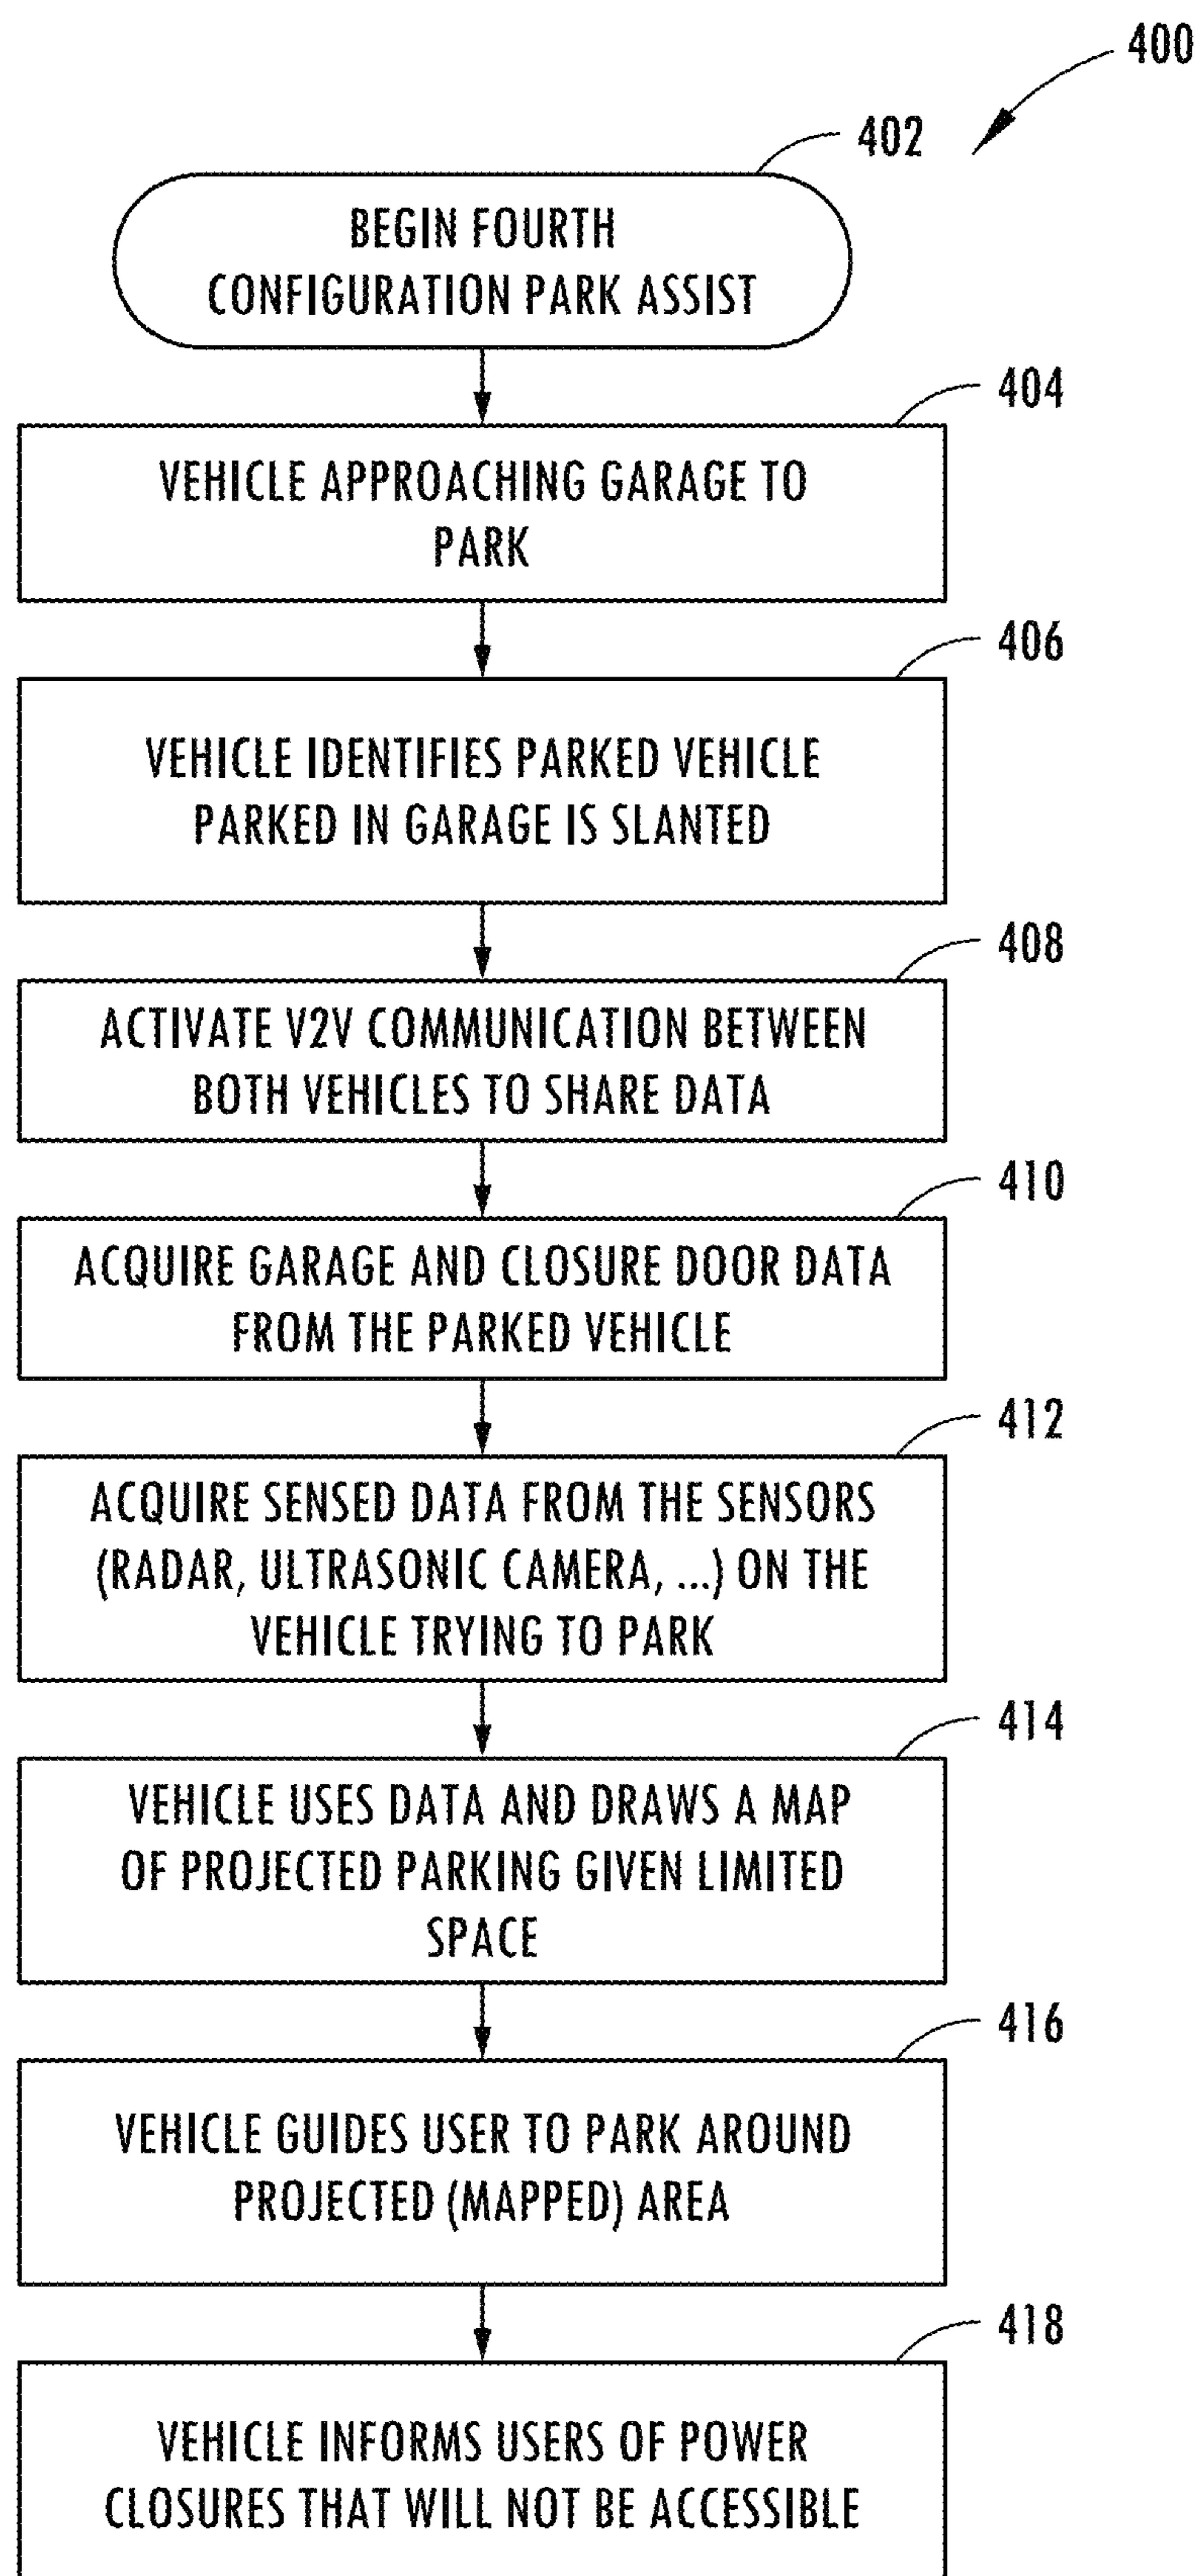 400
402
BEGIN FOURTH
CONFIGURATION PARK ASSIST
404
VEHICLE APPROACHING GARAGE TO
PARK
406
VEHICLE IDENTIFIES PARKED VEHICLE
PARKED IN GARAGE IS SLANTED
408
ACTIVATE V2V COMMUNICATION BETWEEN
BOTH VEHICLES TO SHARE DATA
410
ACQUIRE GARAGE AND CLOSURE DOOR DATA
FROM THE PARKED VEHICLE
412
ACQUIRE SENSED DATA FROM THE SENSORS
(RADAR, ULTRASONIC CAMERA, ...) ON THE
VEHICLE TRYING TO PARK
414
VEHICLE USES DATA AND DRAWS A MAP
OF PROJECTED PARKING GIVEN LIMITED
SPACE
416
VEHICLE GUIDES USER TO PARK AROUND
PROJECTED (MAPPED) AREA
418
VEHICLE INFORMS USERS OF POWER
CLOSURES THAT WILL NOT BE ACCESSIBLE